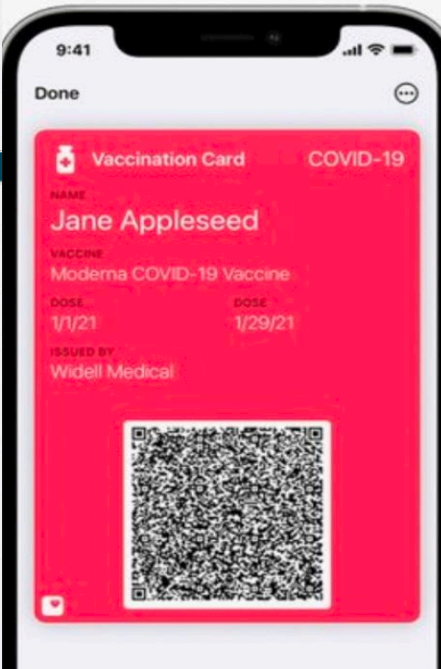 9:41
Done
Vaccination Card COVID-19
NAME
Jane Appleseed
VACCINE
Moderna COVID-19 Vaccine
DOSE DOSE
1/1/21 1/29/21
ISSUED BY
Widell Medical